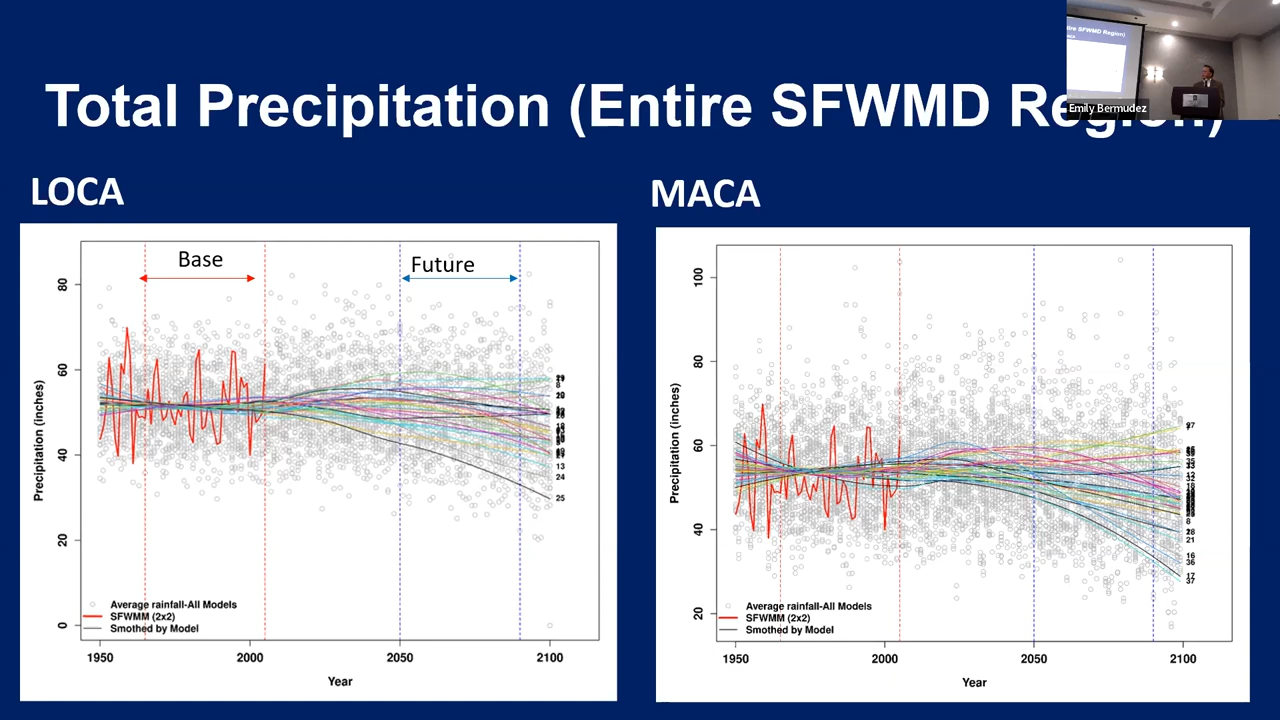 Total Precipitation (Entire SFWMD Region)
Emily Bermudez
LOCA
MACA
Base
Future
80
60
40
20
0
Precipitation (inches)
13
24
25
Average rainfall-All Models
SFWMM (2x2)
Smothed by Model
1950
2000
2050
2100
Year
100
80
60
40
20
Precipitation (inches)
35
12
32
8
21
16
36
17
37
Average rainfall-All Models
SFWMM (2x2)
Smothed by Model
1950
2000
2050
2100
Year